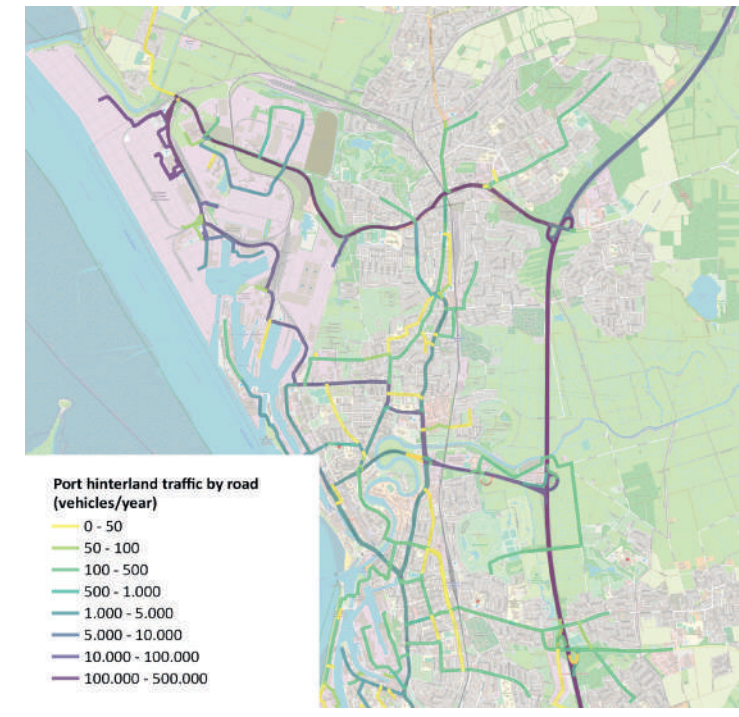 Port hinterland traffic by road
(vehicles/year)
0 - 50
50 - 100
100 - 500
500 - 1.000
1.000 - 5.000
5.000 - 10.000
10.000 - 100.000
100.000 - 500.000